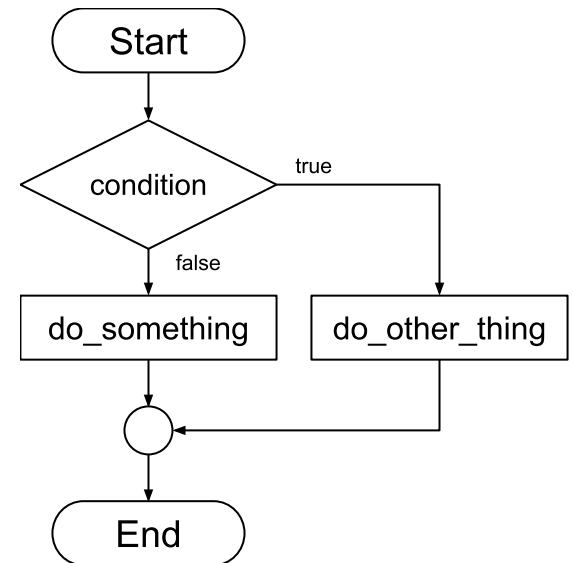 Start
condition
true
false
do_something
do_other_thing
End